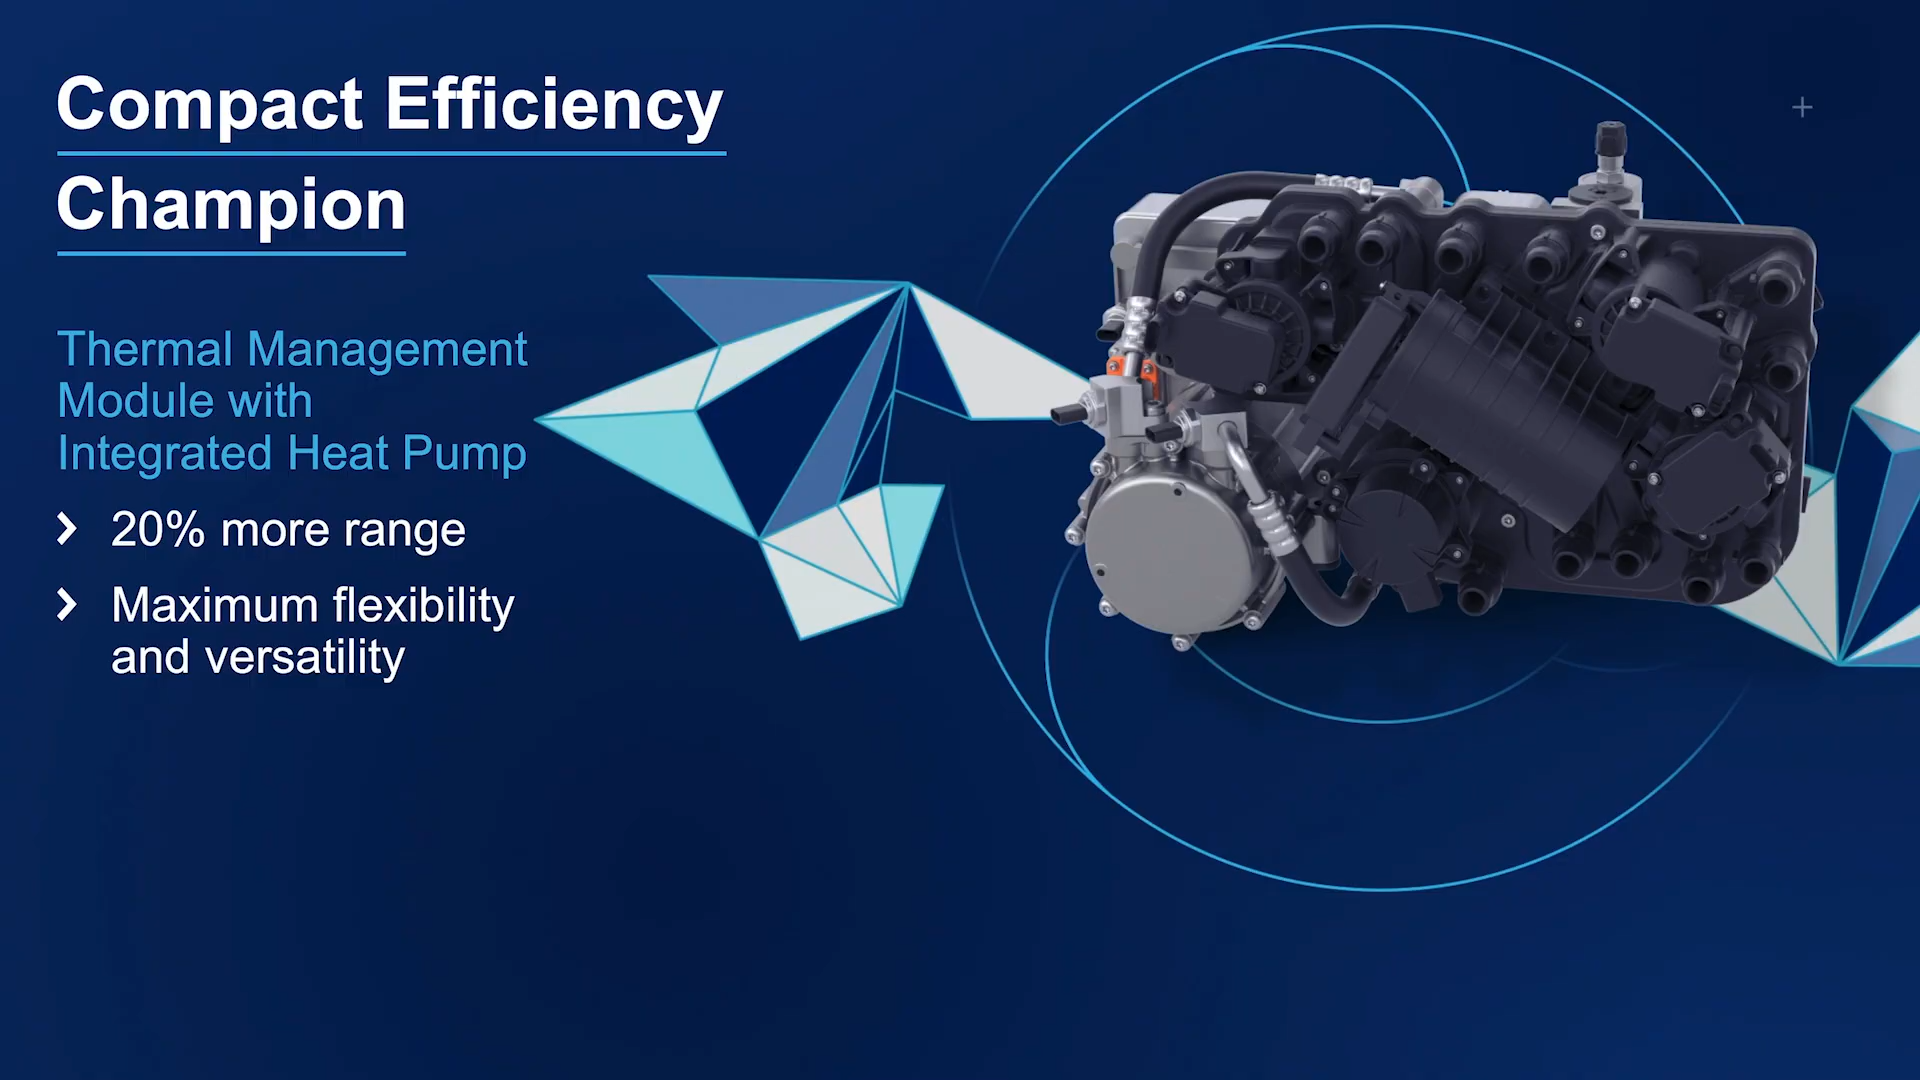 Compact Efficiency
Champion
Thermal Management
Module with
Integrated Heat Pump
20% more range
Maximum flexibility
and versatility